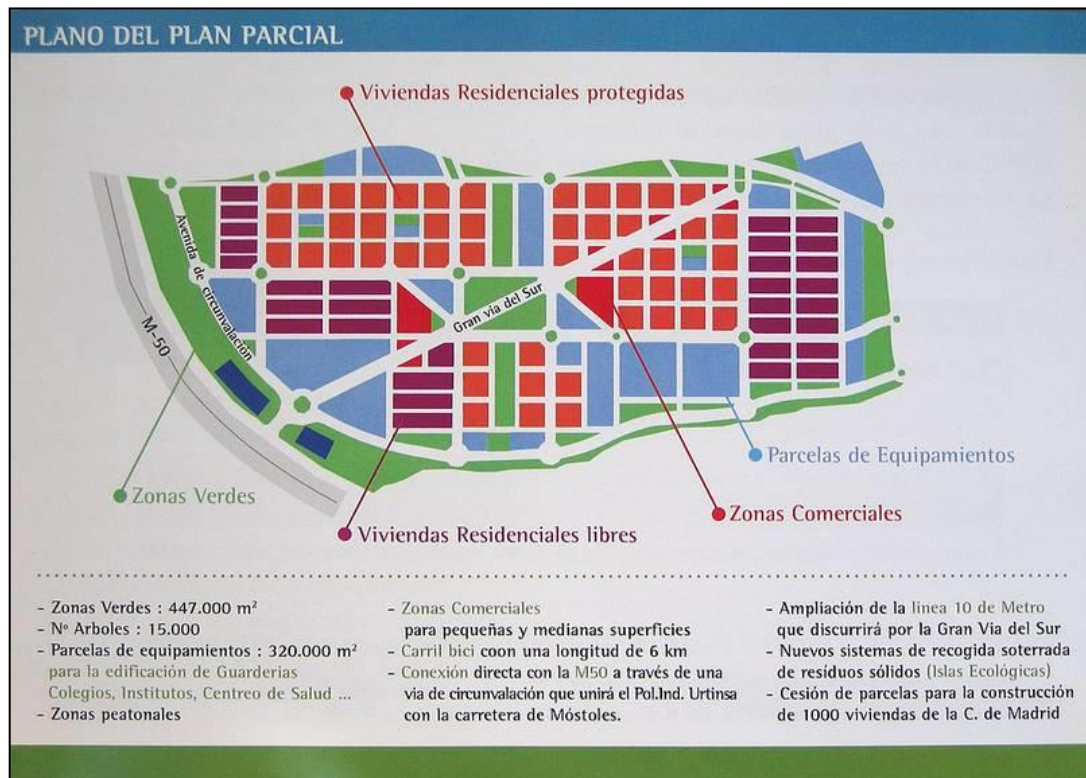 PLANO DEL PLAN PARCIAL
Viviendas Residenciales protegidas
Avenida de circunvalacion
M-50
Gran via del Sur
Parcelas de Equipamientos
Zonas Verdes
Zonas Comerciales
Viviendas Residenciales libres
- Zonas Verdes : 447.000 m²
- Nº Arboles : 15.000
- Parcelas de equipamientos : 320.000 m²
para la edificación de Guarderias
Colegios, Institutos, Centreo de Salud ...
- Zonas peatonales
- Zonas Comerciales
para pequeñas y medianas superficies
- Carril bici coon una longitud de 6 km
- Conexión directa con la M50 a través de una
via de circunvalación que unirá el Pol.Ind. Urtinsa
con la carretera de Móstoles.
- Ampliación de la linea 10 de Metro
que discurrirá por la Gran Via del Sur
- Nuevos sistemas de recogida soterrada
de resíduos sólidos (Islas Ecológicas)
- Cesión de parcelas para la construcción
de 1000 viviendas de la C. de Madrid